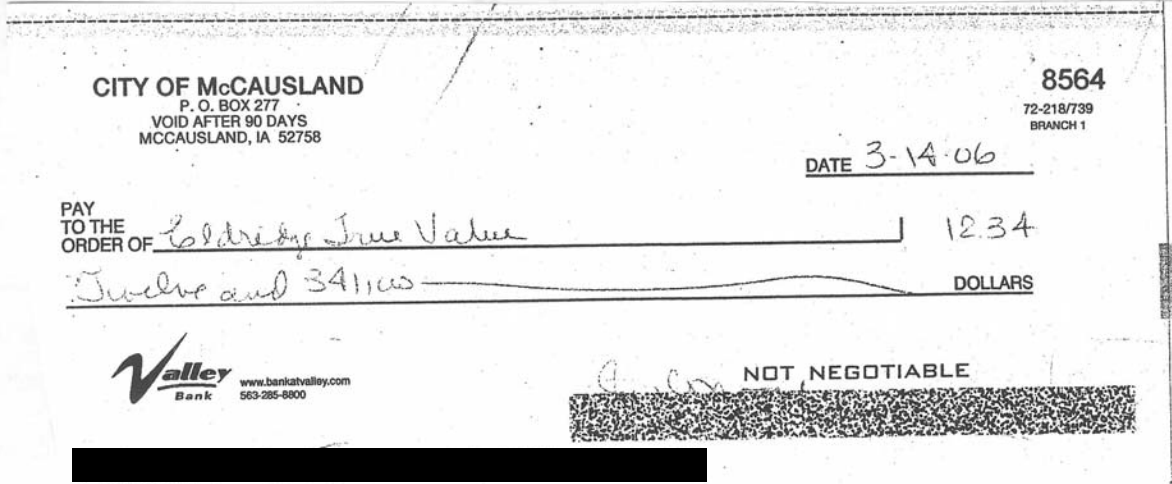 CITY OF McCAUSLAND
P. O. BOX 277
VOID AFTER 90 DAYS
MCCAUSLAND, IA 52758
8564
72-218/739
BRANCH 1
DATE 3-14-06
PAY
TO THE
ORDER OF Eldredge True Value 12.34
Twelve and 34/100 DOLLARS
Valley
Bank
www.bankatvalley.com
563-285-8800
NOT NEGOTIABLE